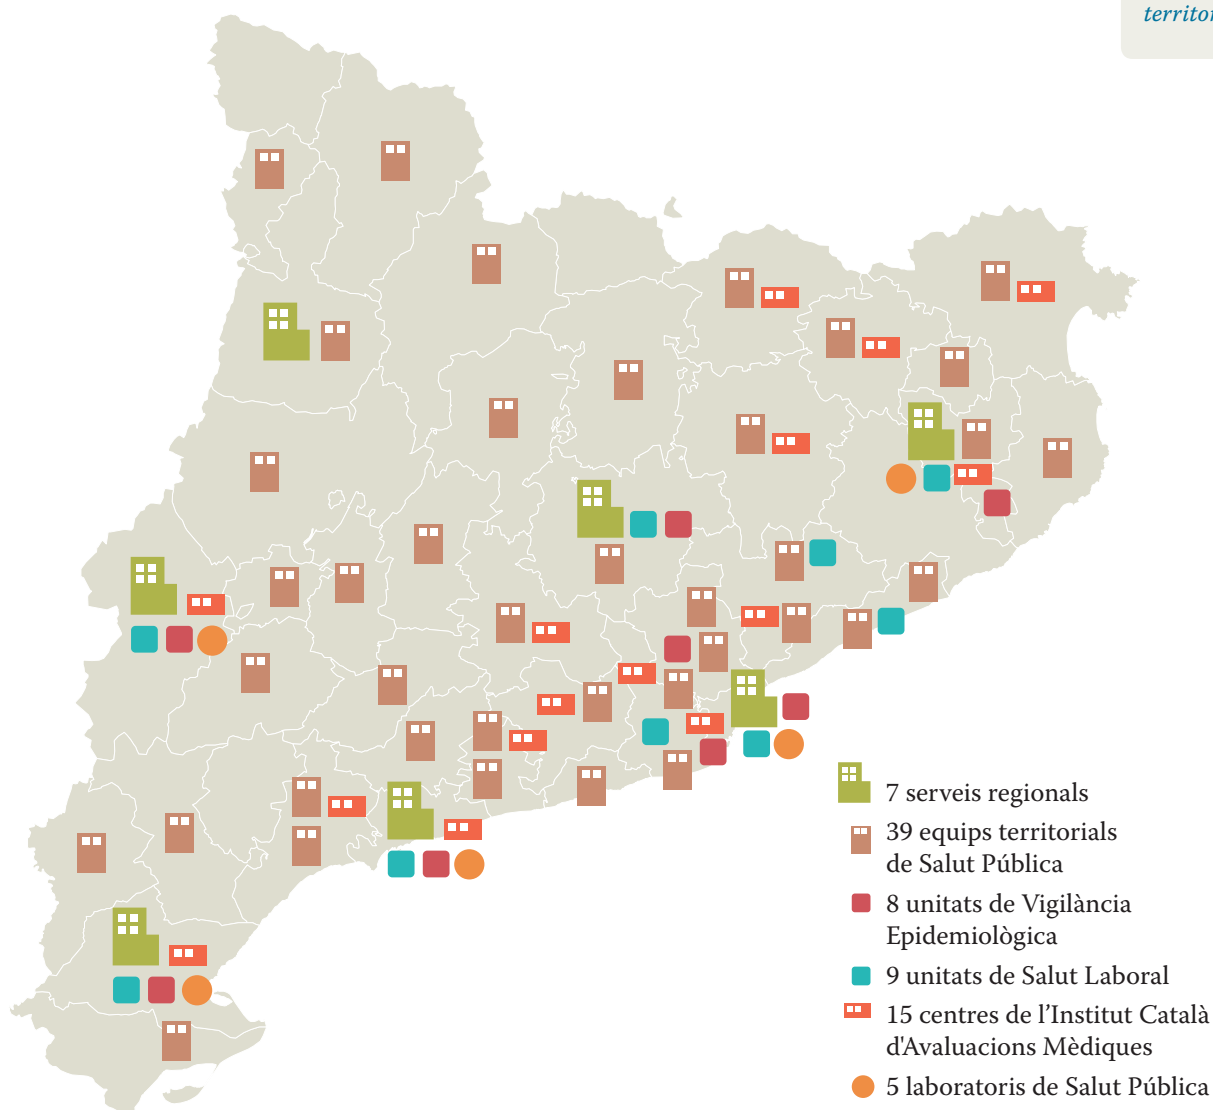 7 serveis regionals
39 equips territorials
de Salut Pública
8 unitats de Vigilància
Epidemiològica
9 unitats de Salut Laboral
15 centres de l’Institut Català
d'Avaluacions Mèdiques
5 laboratoris de Salut Pública